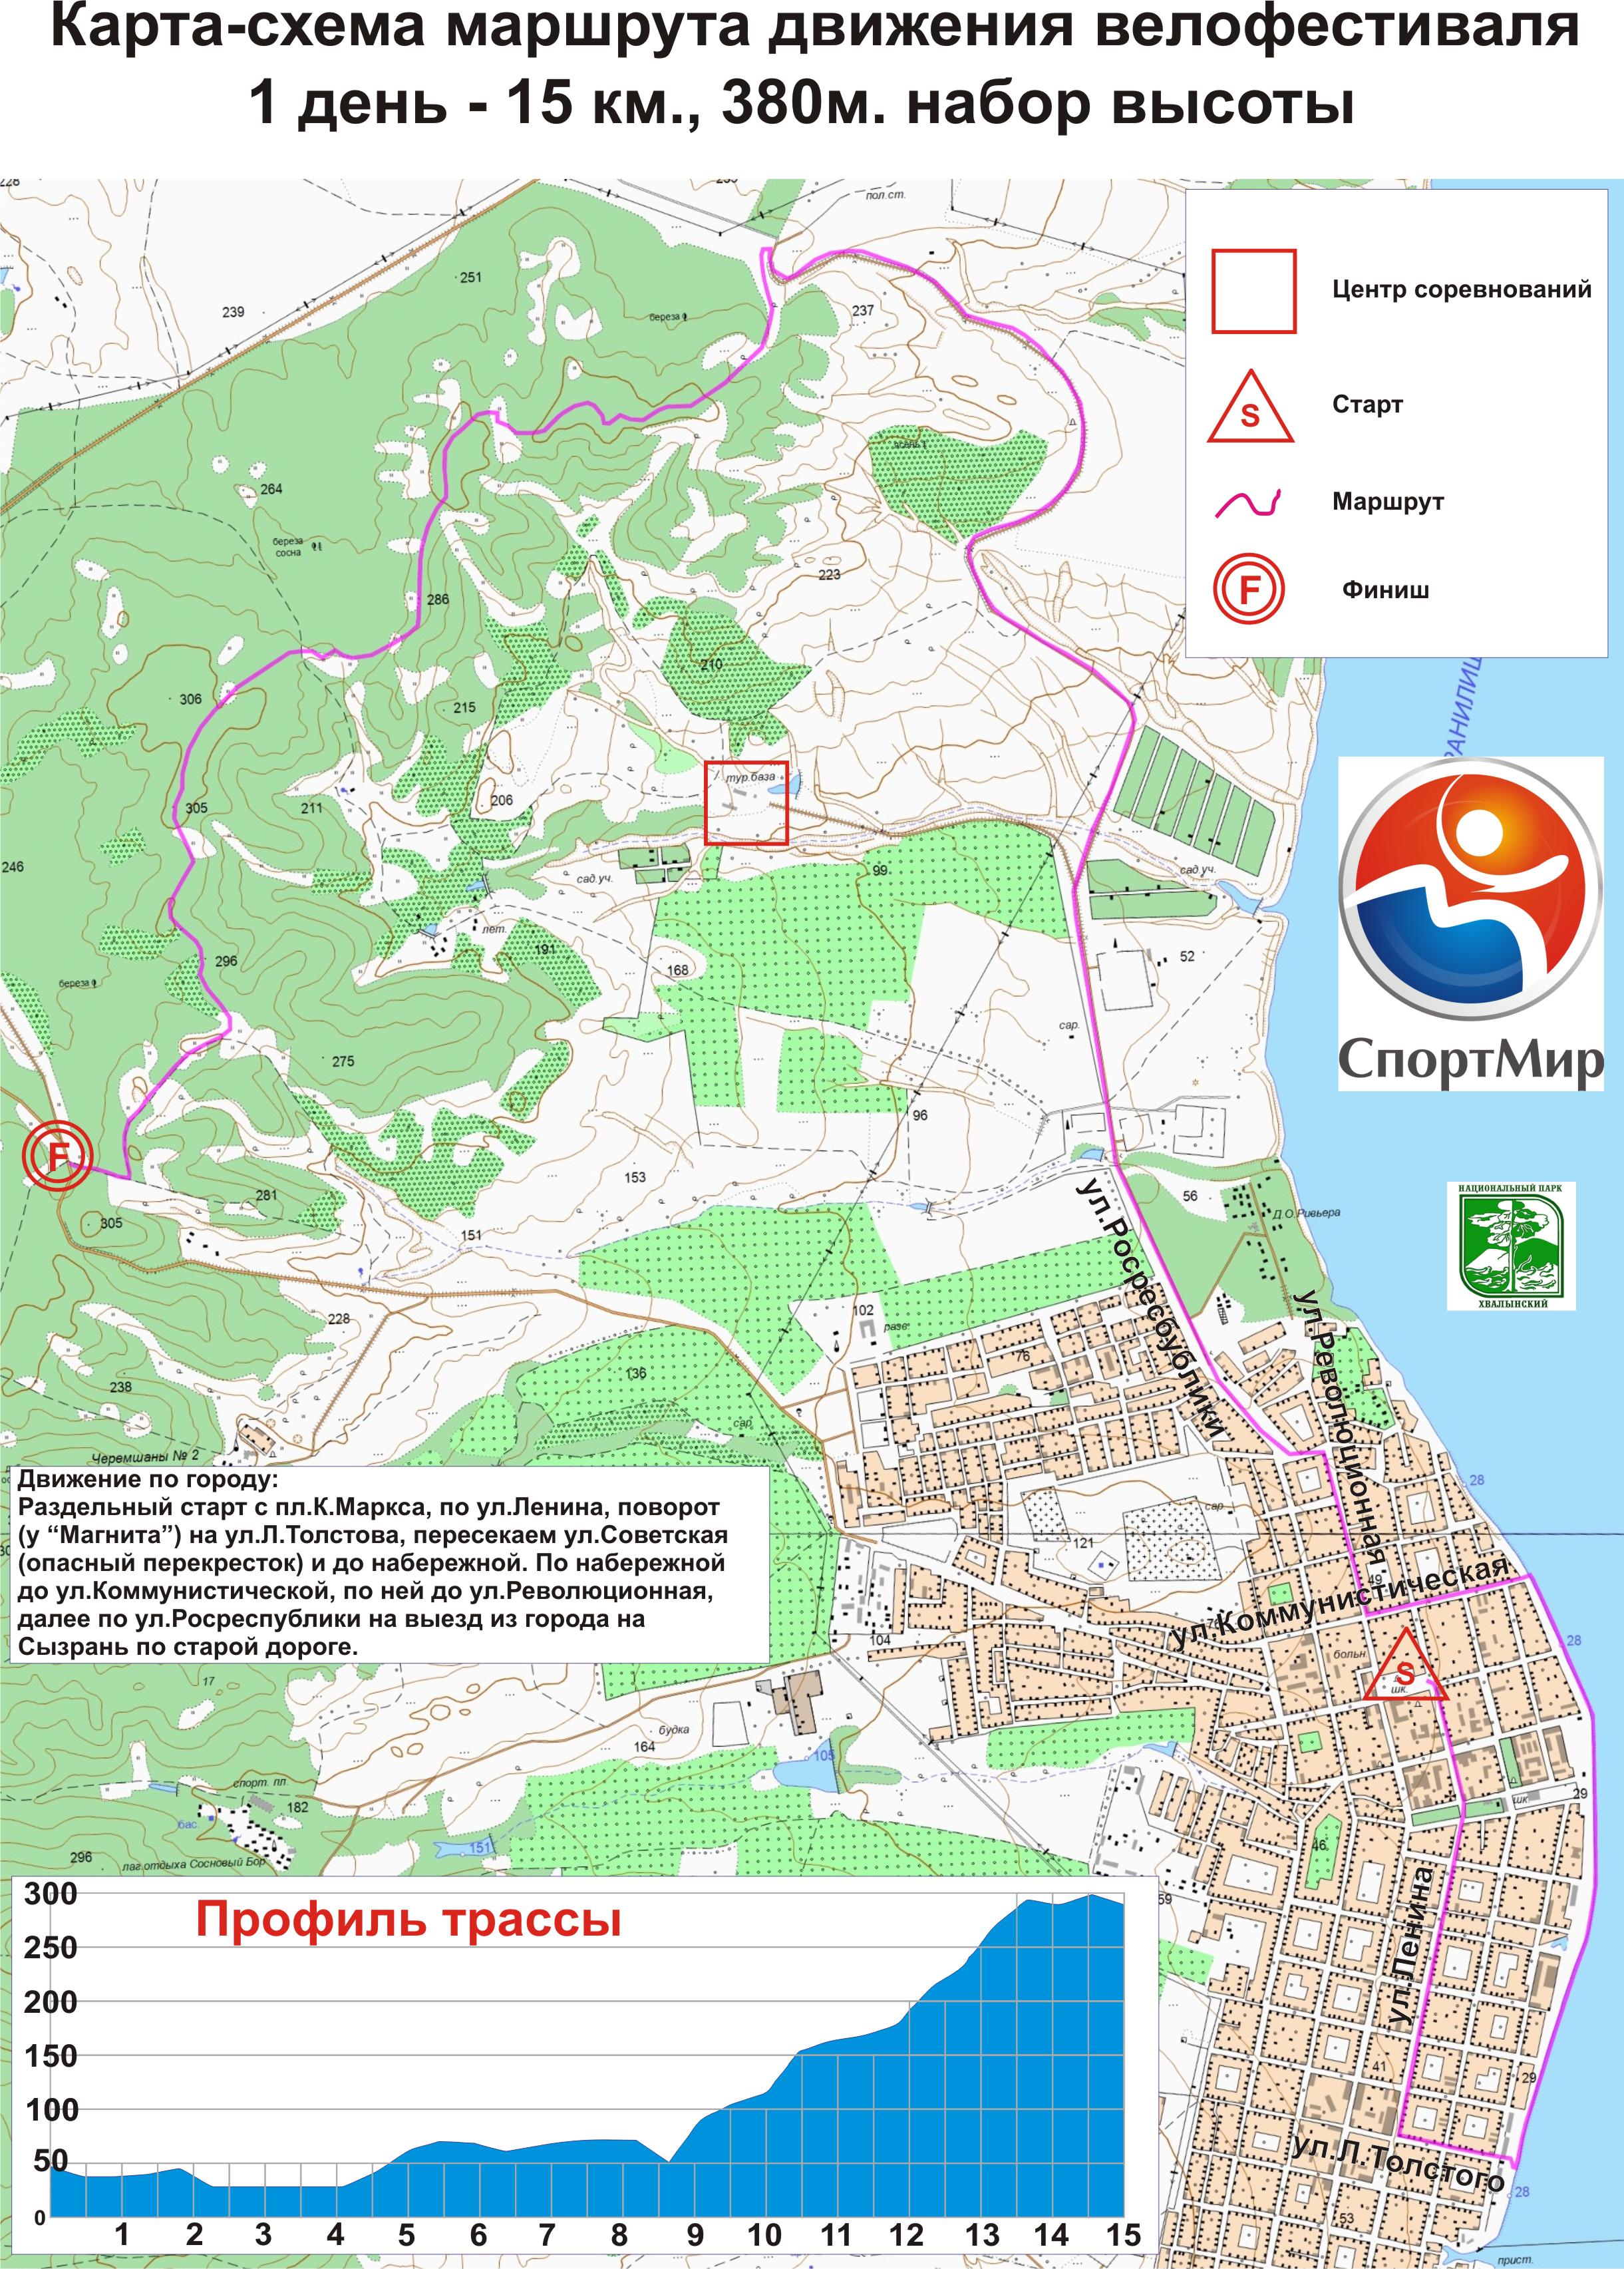 Карта-схема маршрута движения велофестиваля
1 день - 15 км., 380м. набор высоты
228
пол.ст.
251
239
береза
237
Центр соревнований
Старт
S
Маршрут
Финиш
F
264
береза
сосна
286
223
210
306
215
АНИЛИЩ
тур.база
206
305
211
246
99
сад.уч.
сад.уч.
лет.
191
168
52
296
береза
сар.
275
СпортМир
96
F
153
281
56
НАЦИОНАЛЬНЫЙ ПАРК
ХВАЛЫНСКИЙ
Д.О.Ривьера
305
151
ул.Росресбублики
ул.Революционная
102
разв.
228
76
136
238
сар.
Черемшаны № 2
28
Движение по городу:
Раздельный старт с пл.К.Маркса, по ул.Ленина, поворот
(у “Магнита”) на ул.Л.Толстова, пересекаем ул.Советская
(опасный перекресток) и до набережной. По набережной
до ул.Коммунистической, по ней до ул.Революционная,
далее по ул.Росреспублики на выезд из города на
Сызрань по старой дороге.
сар.
121
49
ул.Коммунистическая
104
28
больн.
S
шк.
17
будка
164
105
спорт. пл.
182
бас.
29
шк.
46
151
296
лаг.отдыха Сосновый Бор
59
ул.Ленина
Профиль трассы
300
250
200
150
100
50
0
1 2 3 4 5 6 7 8 9 10 11 12 13 14 15
41
29
ул.Л.Толстого
28
53
прист.